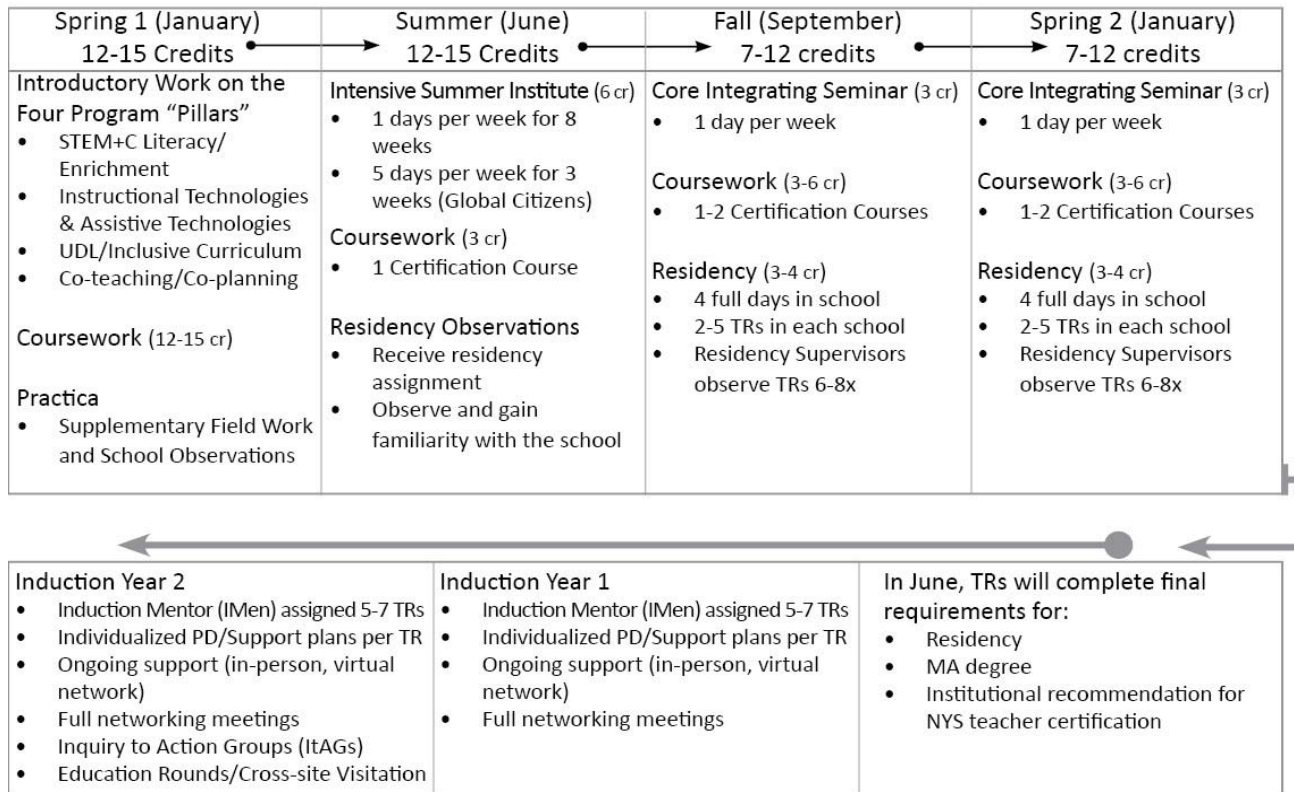 Spring 1 (January)
12-15 Credits
Summer (June)
12-15 Credits
Fall (September)
7-12 credits
Spring 2 (January)
7-12 credits
Introductory Work on the
Four Program “Pillars”
• STEM+C Literacy/
Enrichment
• Instructional Technologies
& Assistive Technologies
• UDL/Inclusive Curriculum
• Co-teaching/Co-planning
Coursework (12-15 cr)
Practica
• Supplementary Field Work
and School Observations
Intensive Summer Institute (6 cr)
• 1 days per week for 8
weeks
• 5 days per week for 3
weeks (Global Citizens)
Coursework (3 cr)
• 1 Certification Course
Residency Observations
• Receive residency
assignment
• Observe and gain
familiarity with the school
Core Integrating Seminar (3 cr)
• 1 day per week
Coursework (3-6 cr)
• 1-2 Certification Courses
Residency (3-4 cr)
• 4 full days in school
• 2-5 TRs in each school
• Residency Supervisors
observe TRs 6-8x
Core Integrating Seminar (3 cr)
• 1 day per week
Coursework (3-6 cr)
• 1-2 Certification Courses
Residency (3-4 cr)
• 4 full days in school
• 2-5 TRs in each school
• Residency Supervisors
observe TRs 6-8x
Induction Year 2
• Induction Mentor (IMen) assigned 5-7 TRs
• Individualized PD/Support plans per TR
• Ongoing support (in-person, virtual
network)
• Full networking meetings
• Inquiry to Action Groups (ItAGs)
• Education Rounds/Cross-site Visitation
Induction Year 1
• Induction Mentor (IMen) assigned 5-7 TRs
• Individualized PD/Support plans per TR
• Ongoing support (in-person, virtual
network)
• Full networking meetings
In June, TRs will complete final
requirements for:
• Residency
• MA degree
• Institutional recommendation for
NYS teacher certification